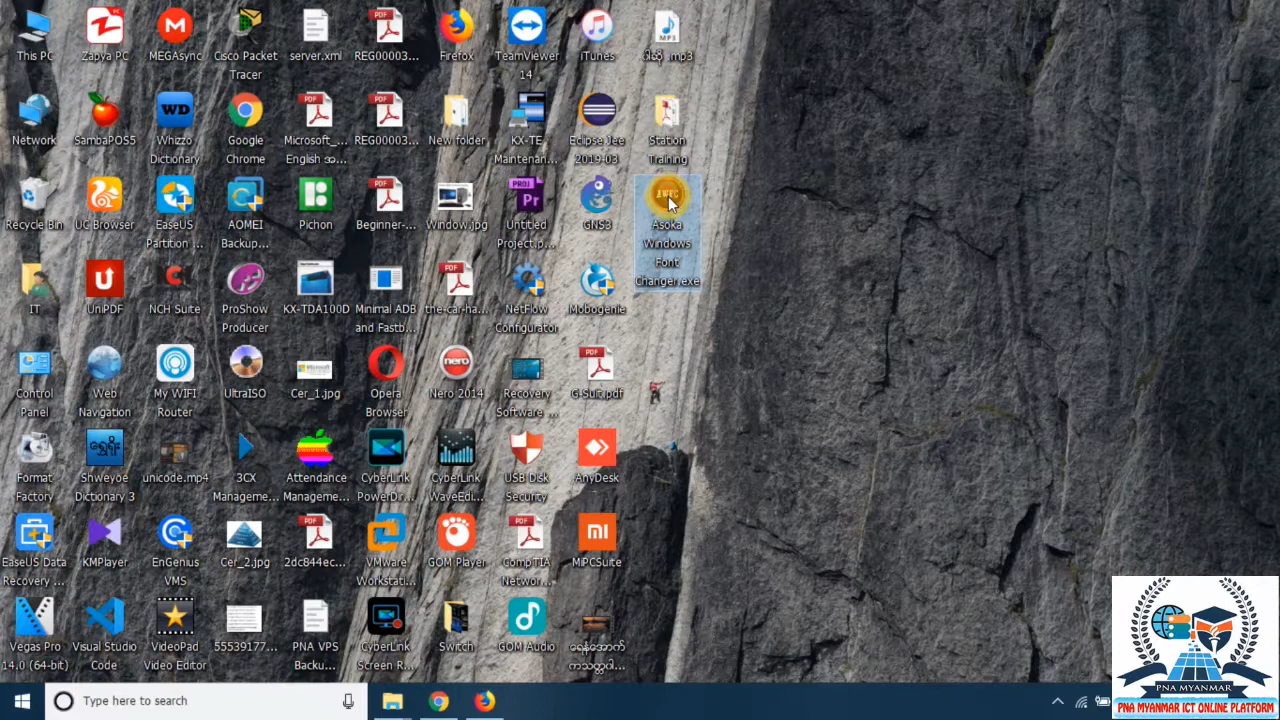 This PC
Zapya PC
MEGAsync
Cisco Packet
Tracer
server.xml
REG00003...
Firefox
TeamViewer
14
iTunes
Network
SambaPOS5
Whizzo
Dictionary
Google
Chrome
Microsoft_...
REG00003...
New folder
KX-TE
Maintenan...
Eclipse Jee
2019-03
Station
Training
Recycle Bin
UC Browser
EaseUS
Partition ...
AOMEI
Backup...
Pichon
Beginner-...
Window.jpg
Untitled
Project.p...
GNS3
Asoka
Windows
Font
Changer.exe
IT
UniPDF
NCH Suite
ProShow
Producer
KX-TDA100D
Minimal ADB
and Fastb...
the-car-ha...
NetFlow
Configurator
Mobogenie
Control
Panel
Web
Navigation
My WIFI
Router
UltraISO
Cer_1.jpg
Opera
Browser
Nero 2014
Recovery
Software ...
G-Suit.pdf
Format
Factory
Shweyoe
Dictionary 3
unicode.mp4
3CX
Manageme...
Attendance
Manageme...
CyberLink
PowerDir...
CyberLink
WaveEdi...
USB Disk
Security
AnyDesk
EaseUS Data
Recovery ...
KMPlayer
EnGenius
VMS
Cer_2.jpg
2dc844ec...
VMware
Workstati...
GOM Player
CompTIA
Networ...
MiPCSuite
Vegas Pro
14.0 (64-bit)
Visual Studio
Code
VideoPad
Video Editor
55539177...
PNA VPS
Backu...
CyberLink
Screen R...
Switch
GOM Audio
Type here to search
PNA MYANMAR
PNA MYANMAR ICT ONLINE PLATFORM